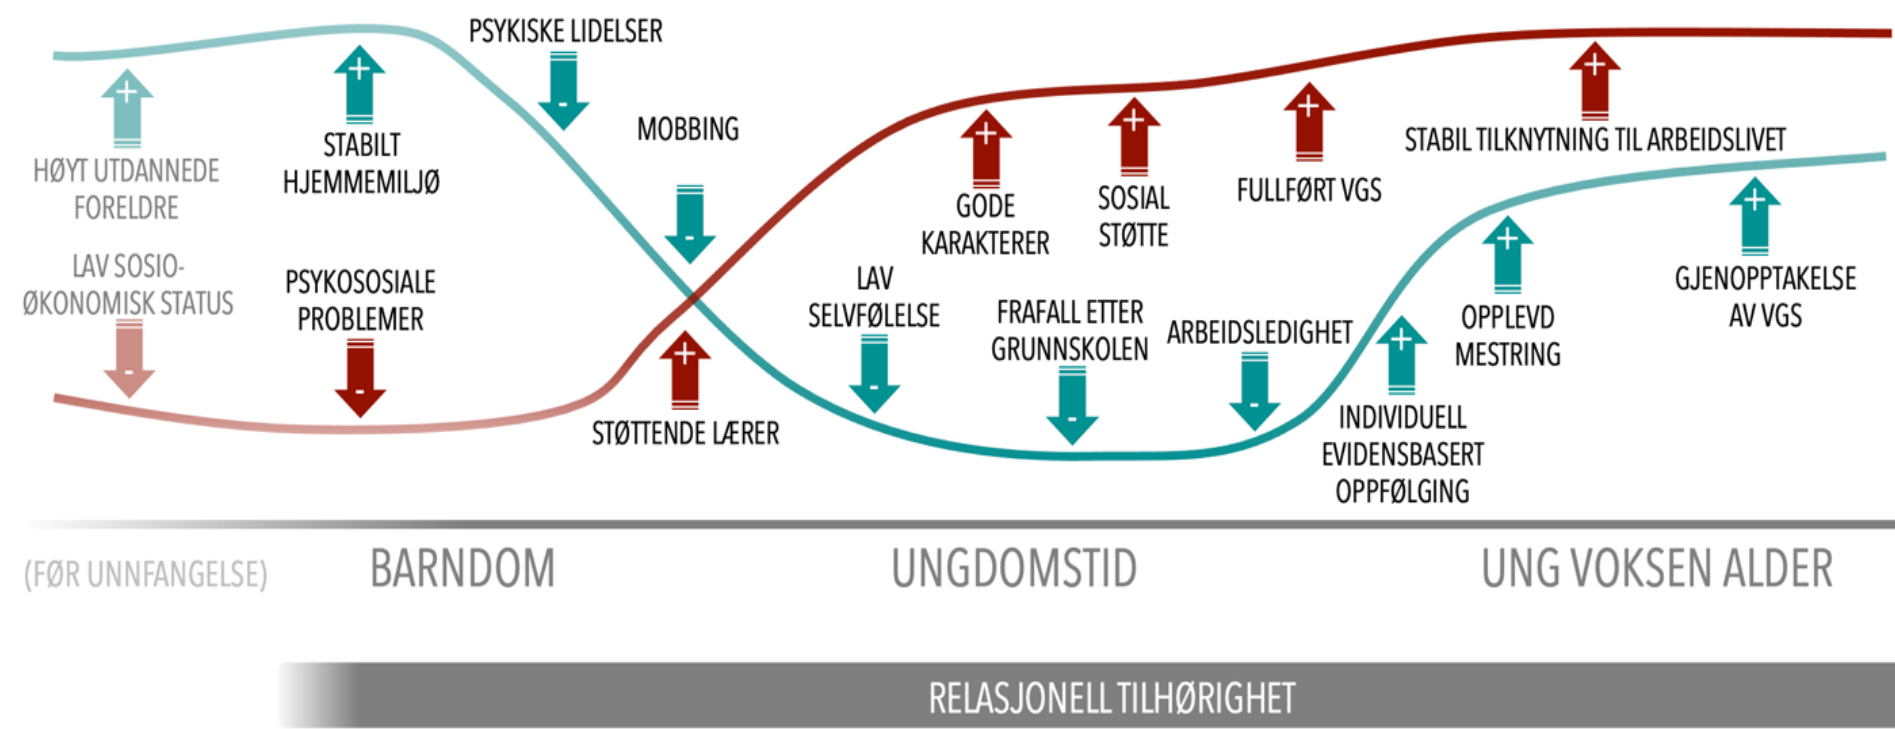 PSYKISKE LIDELSER
MOBBING
HØYT UTDANNEDE
FORELDRE
STABILT
HJEMMEMILJØ
LAV SOSIO-
ØKONOMISK STATUS
PSYKOSOSIALE
PROBLEMER
STØTTENDE LÆRER
LAV
SELVFØLELSE
GODE
KARAKTERER
SOSIAL
STØTTE
FULLFØRT VGS
STABIL TILKNYTNING TIL ARBEIDSLIVET
FRAFALL ETTER
GRUNNSKOLEN
ARBEIDSLEDIGHET
INDIVIDUELL
EVIDENSBASERT
OPPFØLGING
OPPLEVD
MESTRING
GJENOPPTAKELSE
AV VGS
(FØR UNNFANGELSE)
BARNDOM
UNGDOMSTID
UNG VOKSEN ALDER
RELASJONELL TILHØRIGHET